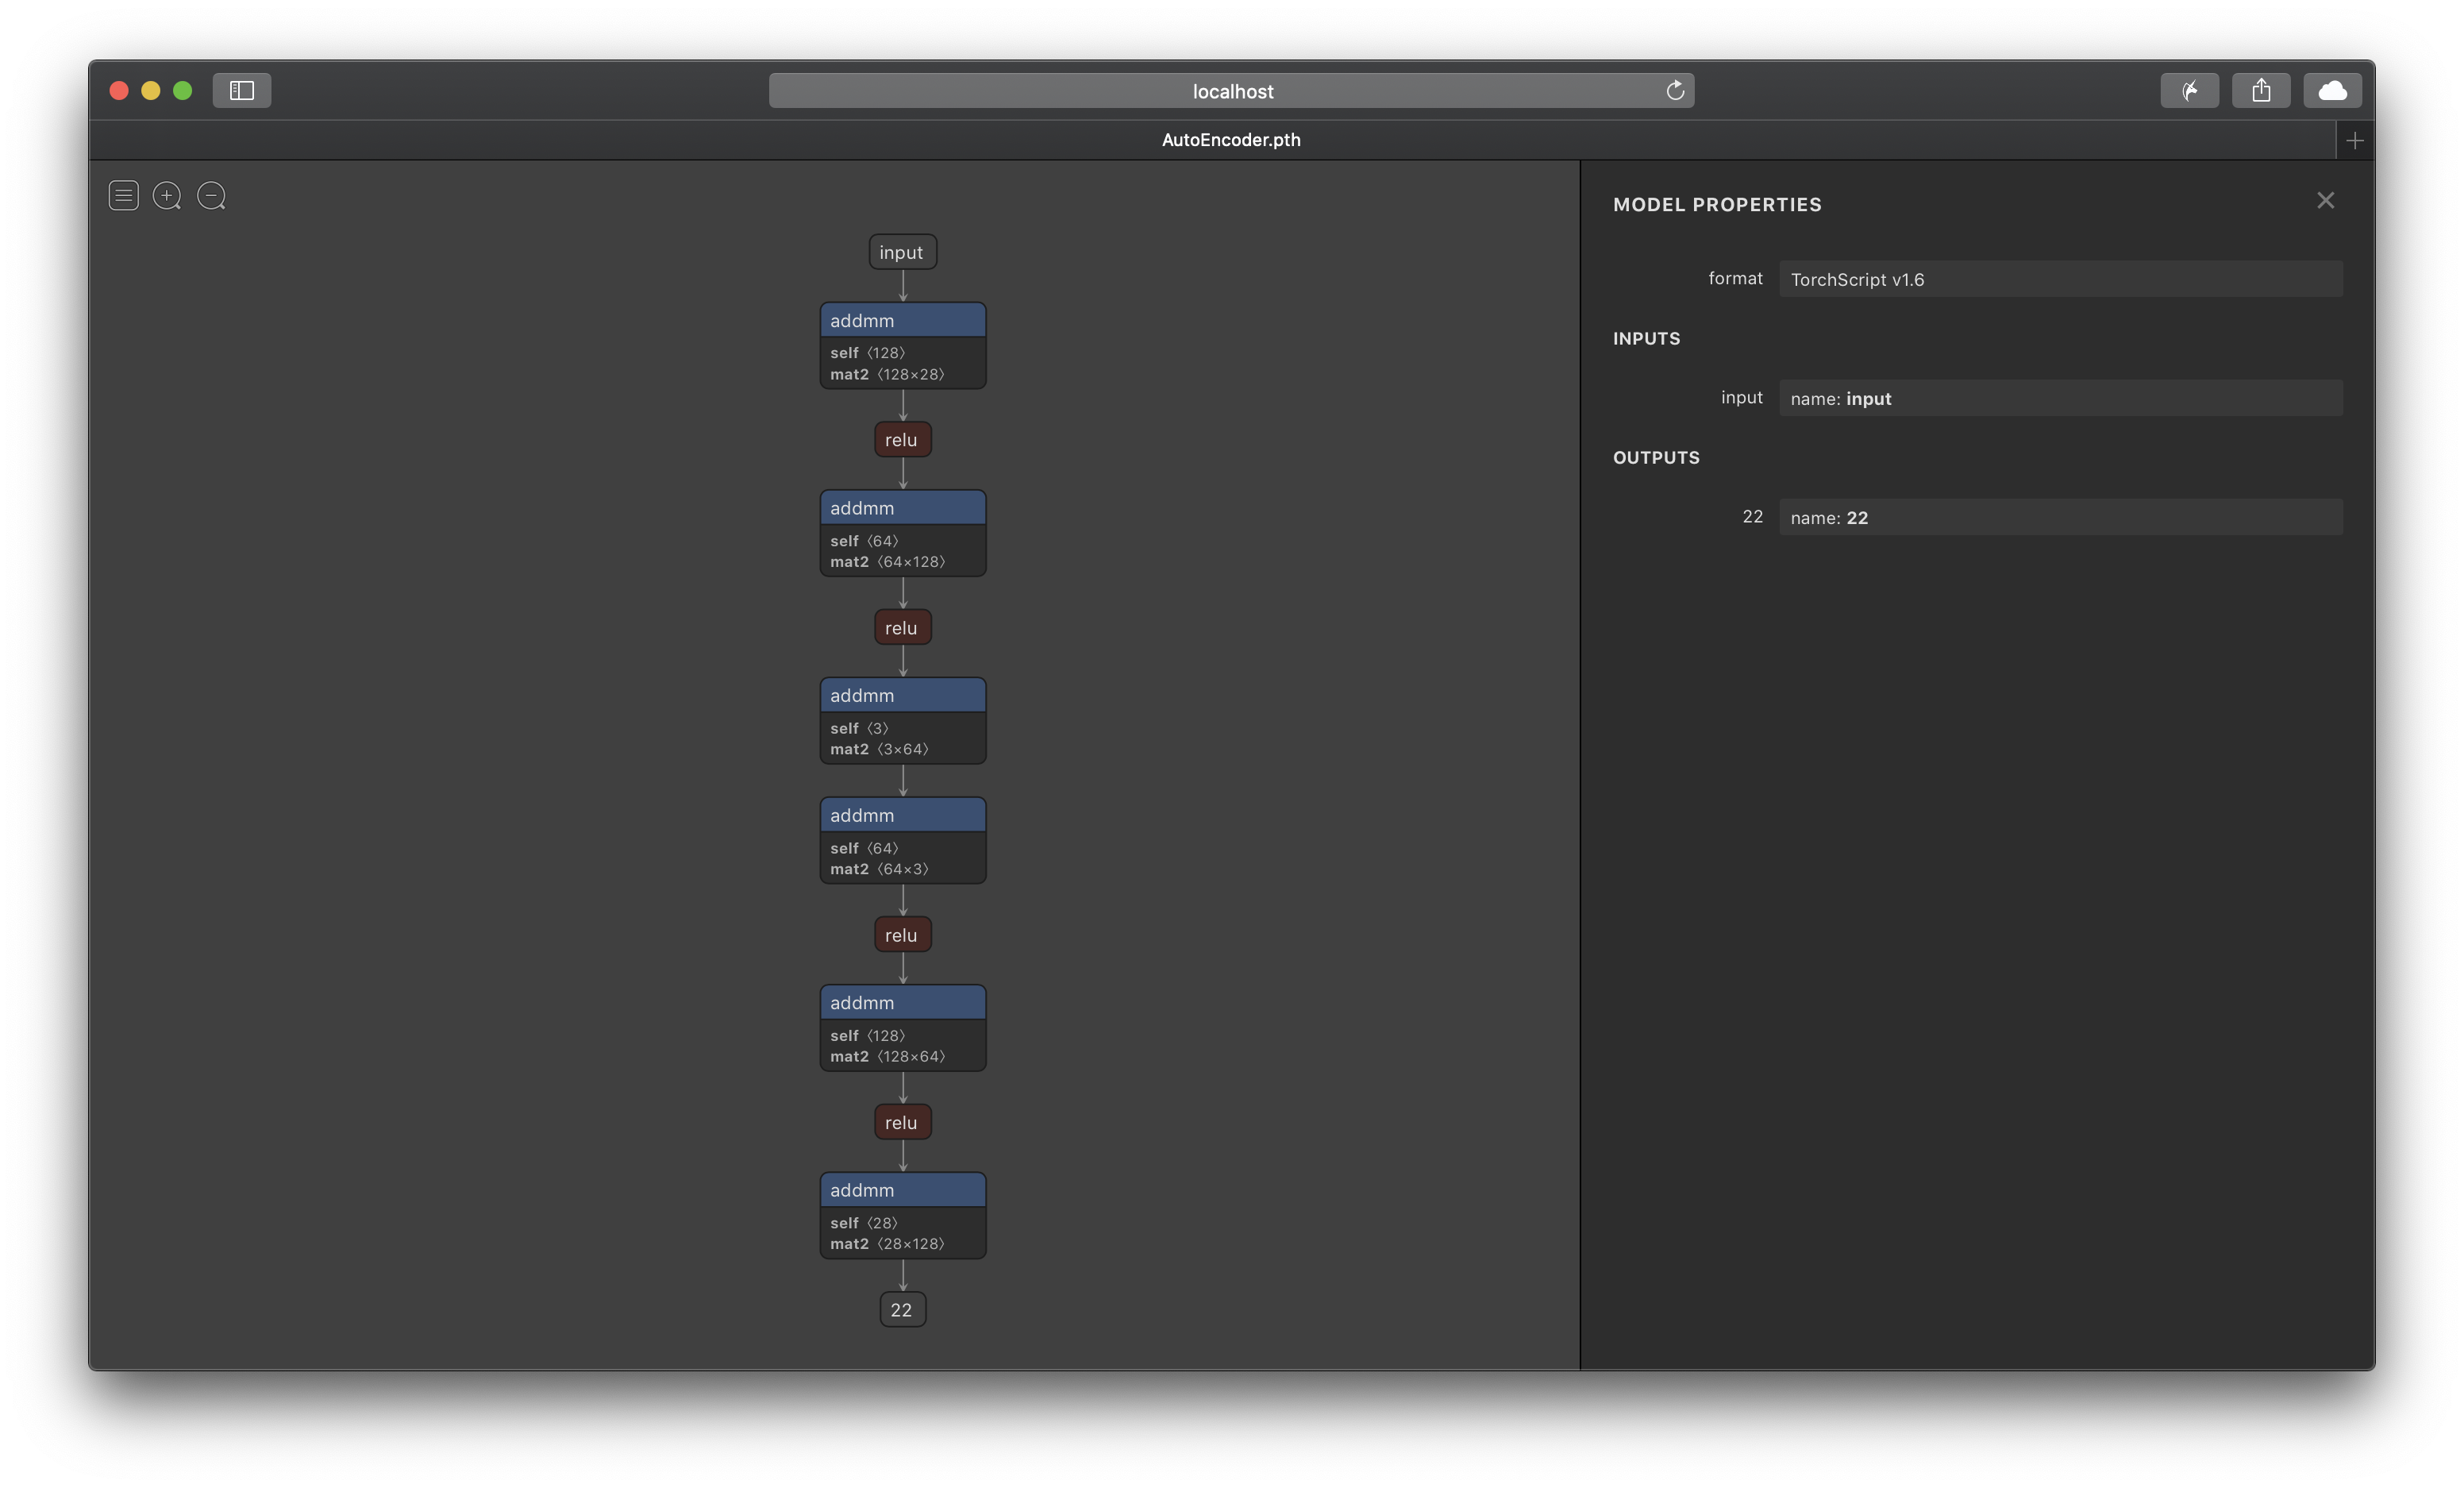 localhost
AutoEncoder.pth
input
addmm
self 〈128〉
mat2 〈128×28〉
relu
addmm
self 〈64〉
mat2 〈64×128〉
relu
addmm
self 〈3〉
mat2 〈3×64〉
addmm
self 〈64〉
mat2 〈64×3〉
relu
addmm
self 〈128〉
mat2 〈128×64〉
relu
addmm
self 〈28〉
mat2 〈28×128〉
22
MODEL PROPERTIES
format TorchScript v1.6
INPUTS
input name: input
OUTPUTS
22 name: 22